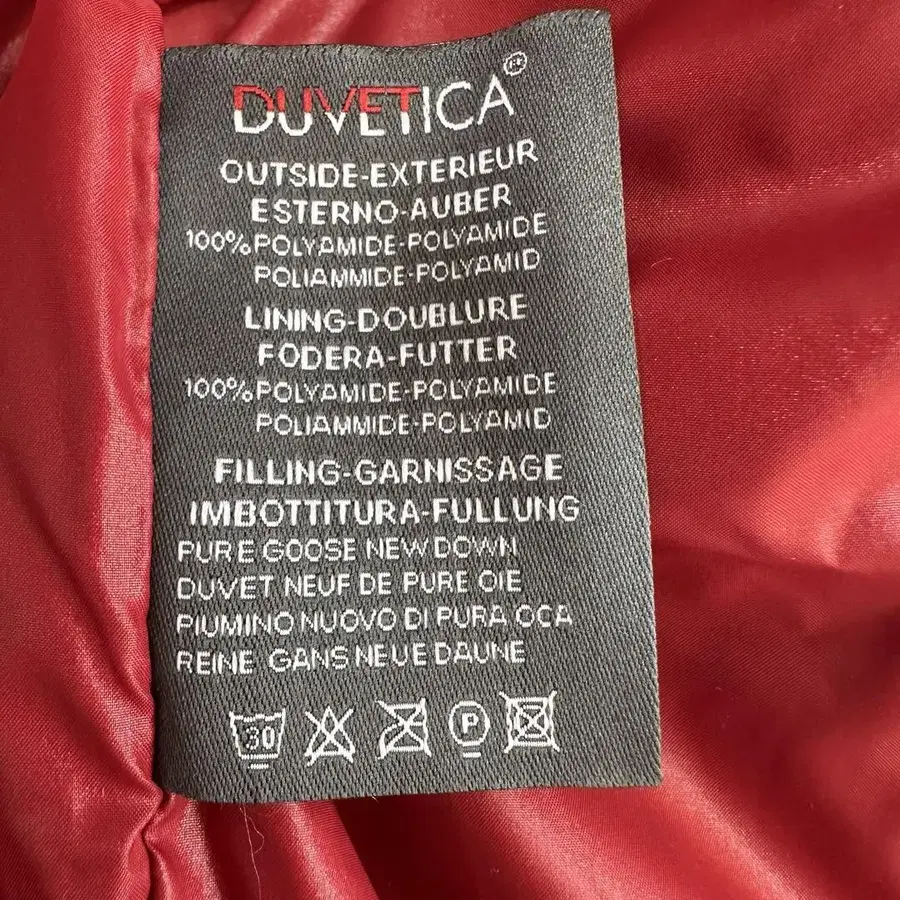 DUVETICA®
OUTSIDE-EXTERIEUR
ESTERNO-AUBER
100%POLYAMIDE-POLYAMIDE
POLIAMMIDE-POLYAMID
LINING-DOUBLURE
FODERA-FUTTER
100%POLYAMIDE-POLYAMIDE
POLIAMMIDE-POLYAMID
FILLING-GARNISSAGE
IMBOTTITURA-FULLUNG
PURE GOOSE NEW DOWN
DUVET NEUF DE PURE OIE
PIUMINO NUOVO DI PURA OCA
REINE GANS NEUE DAUNE
30 P